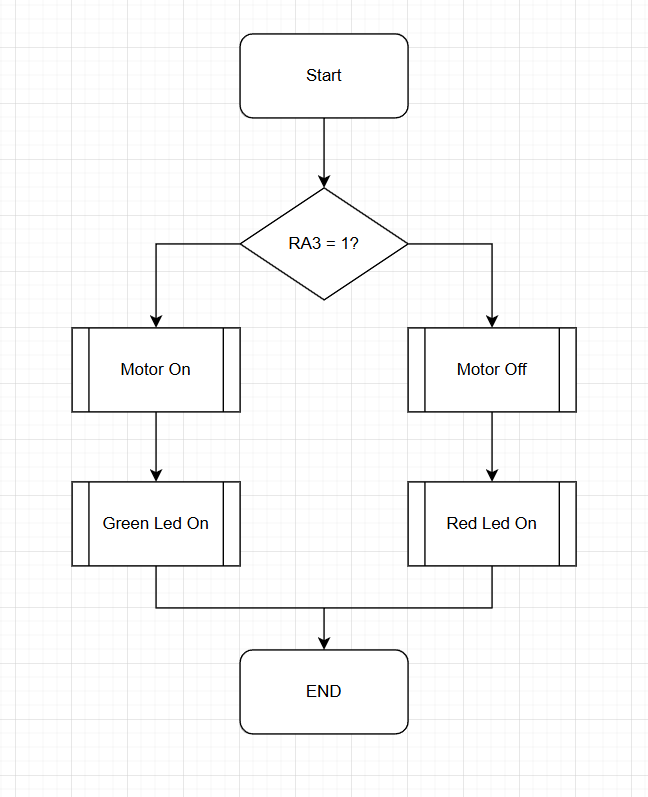 Start
RA3 = 1?
Motor On
Motor Off
Green Led On
Red Led On
END